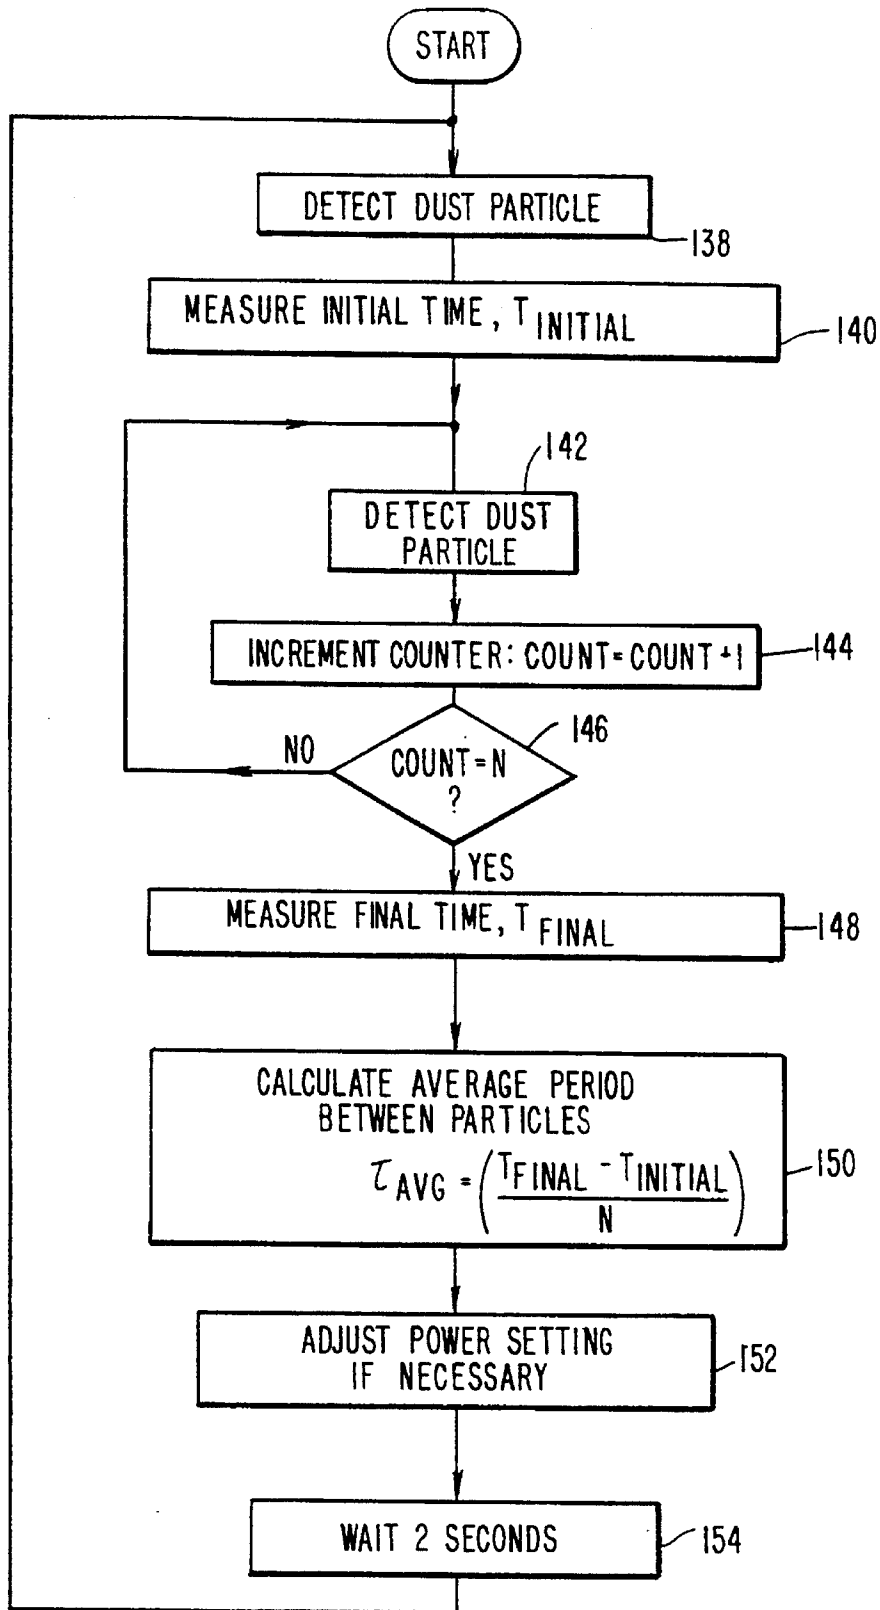 START
DETECT DUST PARTICLE
138
MEASURE INITIAL TIME, T INITIAL
140
142
DETECT DUST
PARTICLE
INCREMENT COUNTER: COUNT=COUNT+1
144
146
NO
COUNT=N
?
YES
MEASURE FINAL TIME, T FINAL
148
CALCULATE AVERAGE PERIOD
BETWEEN PARTICLES
τ AVG = (T FINAL - T INITIAL / N)
150
ADJUST POWER SETTING
IF NECESSARY
152
WAIT 2 SECONDS
154